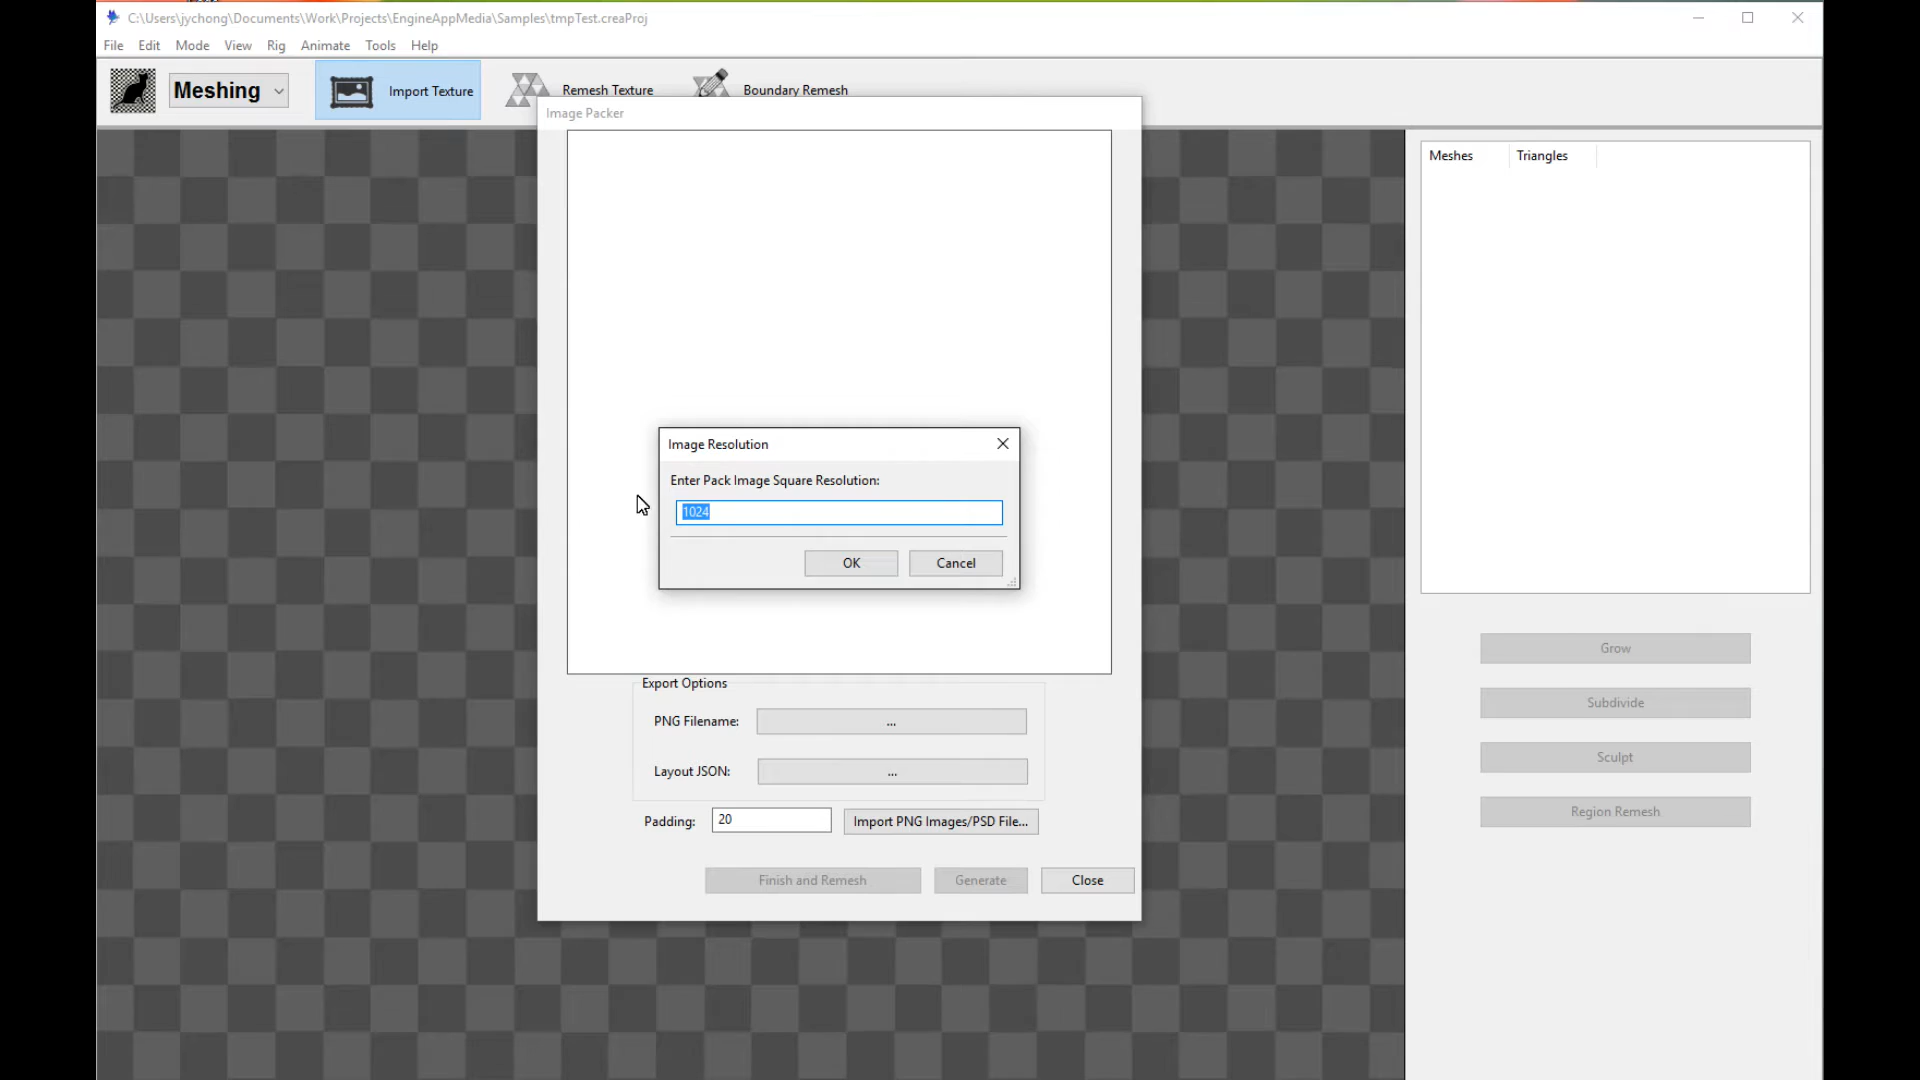 C:\Users\jychong\Documents\Work\Projects\EngineAppMedia\Samples\tmpTest.creaProj
File Edit Mode View Rig Animate Tools Help
Meshing Import Texture Remesh Texture Boundary Remesh
Image Packer
Meshes Triangles
Image Resolution
Enter Pack Image Square Resolution:
1024
OK Cancel
Grow
Export Options
Subdivide
PNG Filename: ...
Sculpt
Layout JSON: ...
Region Remesh
Padding: 20 Import PNG Images/PSD File...
Finish and Remesh Generate Close